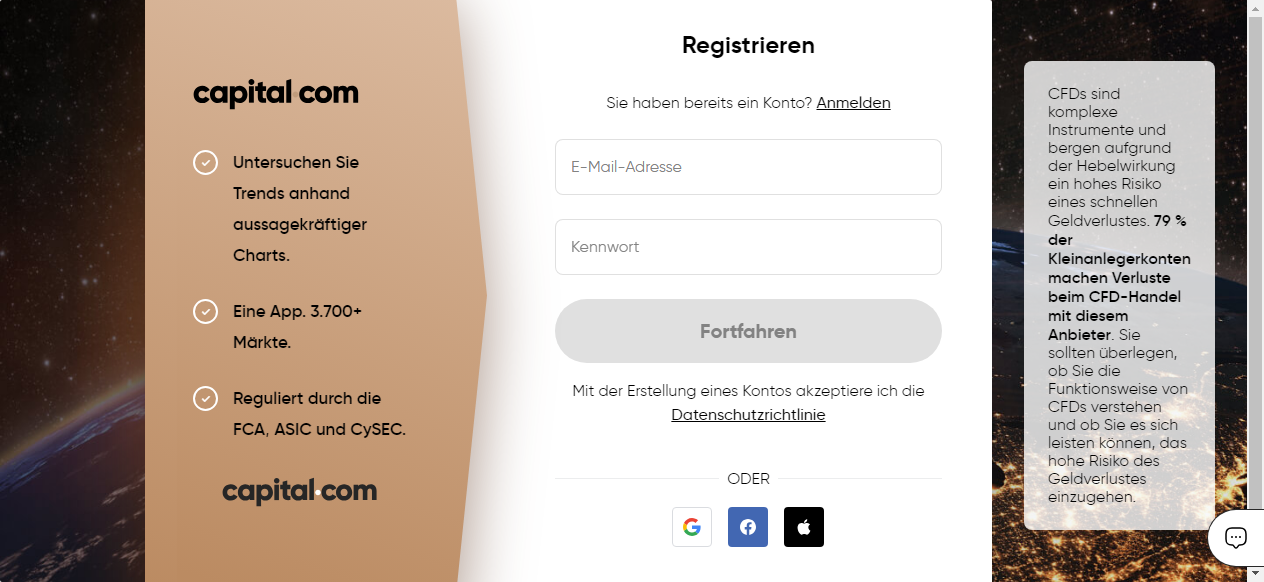 capital com
Untersuchen Sie
Trends anhand
aussagekräftiger
Charts.
Eine App. 3.700+
Märkte.
Reguliert durch die
FCA, ASIC und CySEC.
capital·com
Registrieren
Sie haben bereits ein Konto? Anmelden
E-Mail-Adresse
Kennwort
Fortfahren
Mit der Erstellung eines Kontos akzeptiere ich die
Datenschutzrichtlinie
ODER
CFDs sind
komplexe
Instrumente und
bergen aufgrund
der Hebelwirkung
ein hohes Risiko
eines schnellen
Geldverlustes. 79 %
der
Kleinanlegerkonten
machen Verluste
beim CFD-Handel
mit diesem
Anbieter. Sie
sollten überlegen,
ob Sie die
Funktionsweise von
CFDs verstehen
und ob Sie es sich
leisten können, das
hohe Risiko des
Geldverlustes
einzugehen.